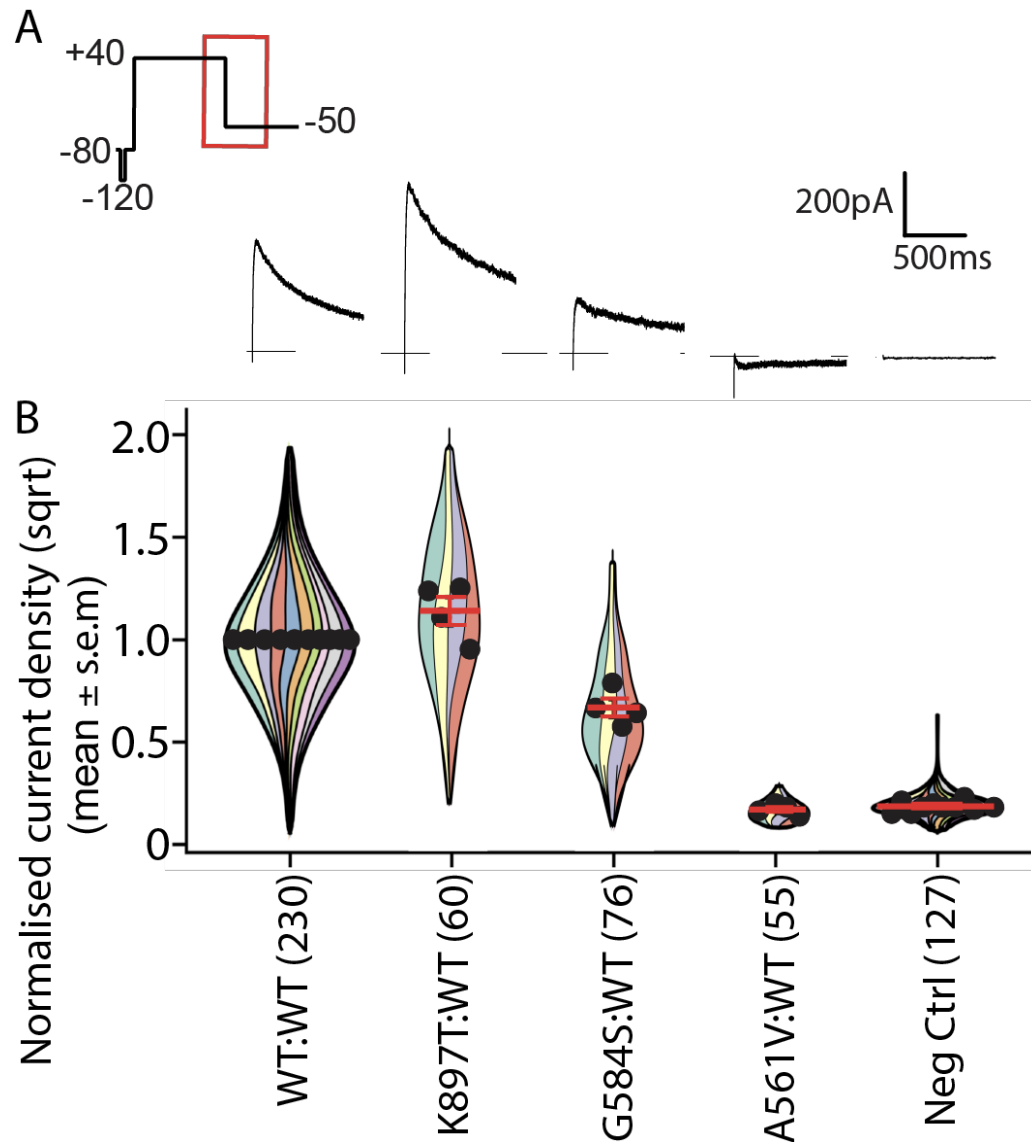 A
+40
-50
-80
-120
200pA
500ms
B
Normalised current density (sqrt)
(mean ± s.e.m)
2.0
1.5
1.0
0.5
0
WT:WT (230)
K897T:WT (60)
G584S:WT (76)
A561V:WT (55)
Neg Ctrl (127)